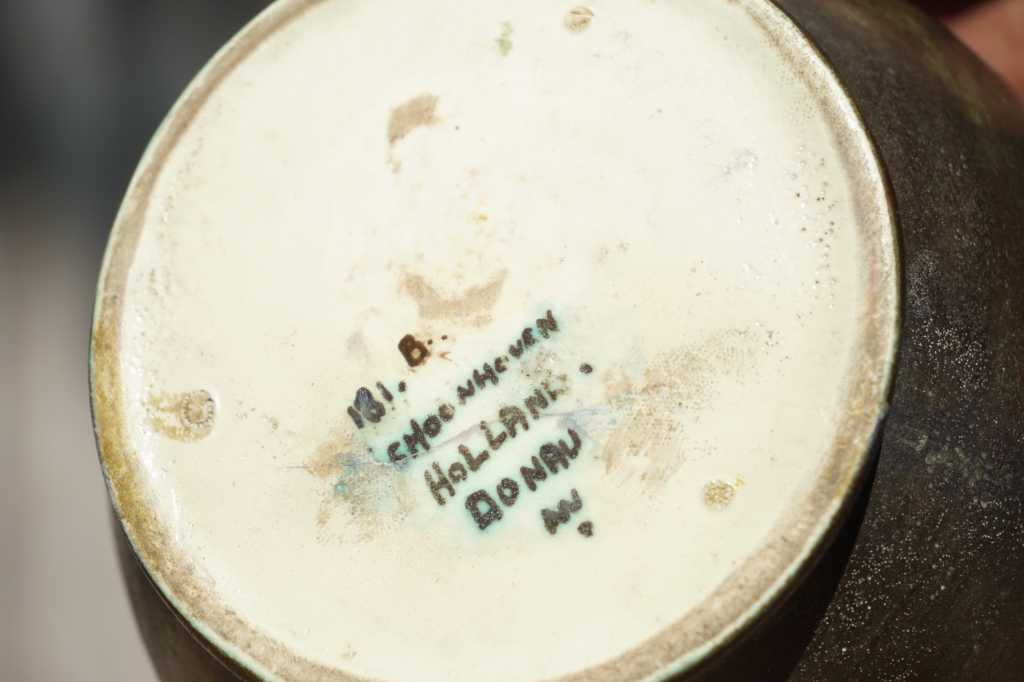 181. B.
SCHOONHOVEN
HOLLAND.
DONAU